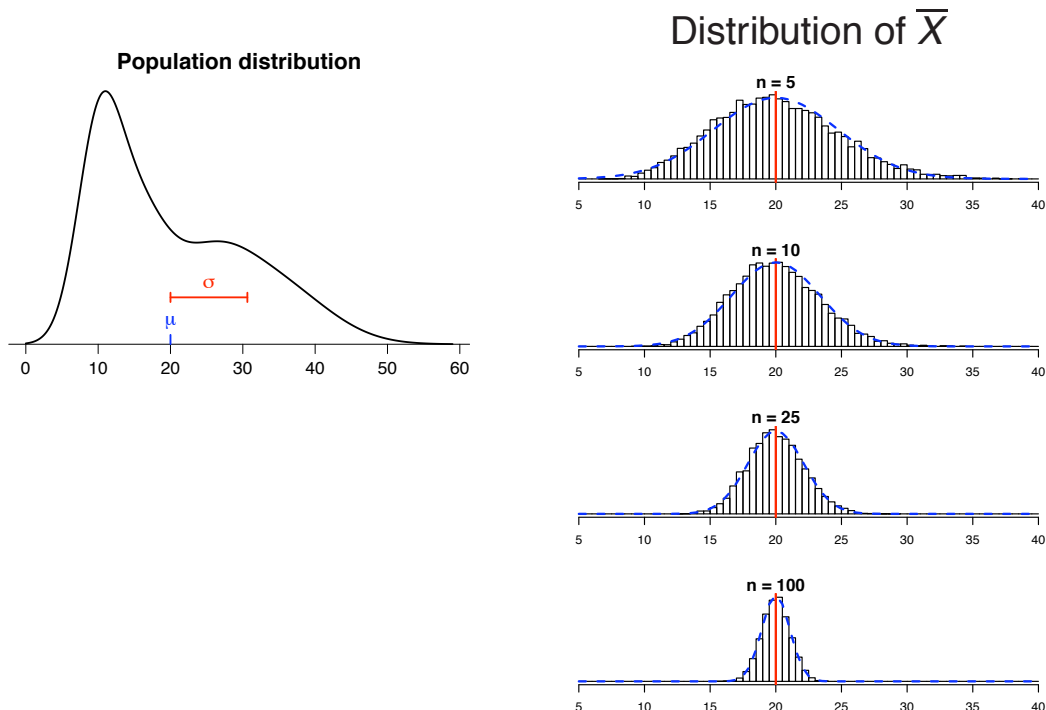 Distribution of X̅
Population distribution
σ
μ
0 10 20 30 40 50 60
n = 5
5 10 15 20 25 30 35 40
n = 10
5 10 15 20 25 30 35 40
n = 25
5 10 15 20 25 30 35 40
n = 100
5 10 15 20 25 30 35 40